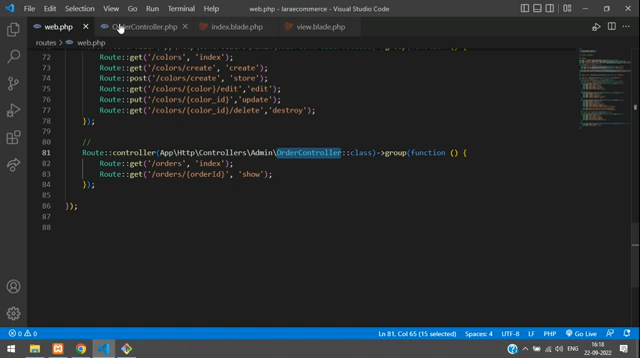 File Edit Selection View Go Run Terminal Help web.php - laraecommerce - Visual Studio Code
web.php OrderController.php index.blade.php view.blade.php
routes > web.php
72 Route::get('/colors', 'index');
73 Route::get('/colors/create', 'create');
74 Route::post('/colors/create', 'store');
75 Route::get('/colors/{color}/edit','edit');
76 Route::put('/colors/{color_id}','update');
77 Route::get('/colors/{color_id}/delete','destroy');
78 });
79
80 //
81 Route::controller(App\Http\Controllers\Admin\OrderController::class)->group(function () {
82 Route::get('/orders', 'index');
83 Route::get('/orders/{orderId}', 'show');
84 });
85
86 });
87
88
0 0 Ln 81, Col 65 (15 selected) Spaces: 4 UTF-8 LF PHP Go Live
ENG 16:18
22-09-2022